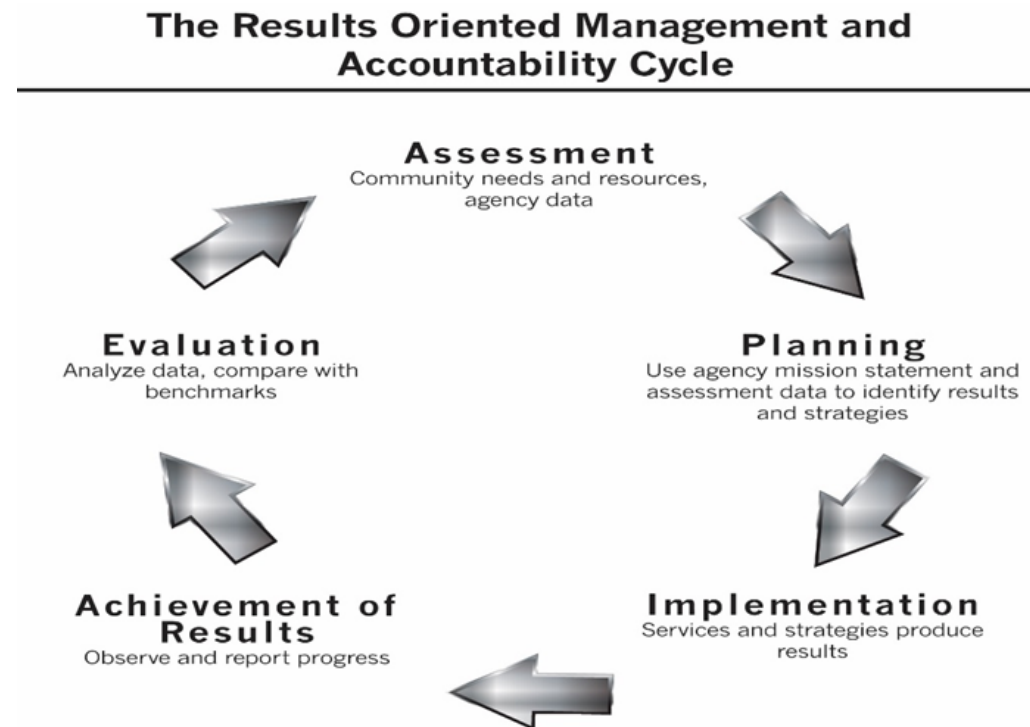 The Results Oriented Management and
Accountability Cycle
Assessment
Community needs and resources,
agency data
Planning
Use agency mission statement and
assessment data to identify results
and strategies
Implementation
Services and strategies produce
results
Achievement of
Results
Observe and report progress
Evaluation
Analyze data, compare with
benchmarks